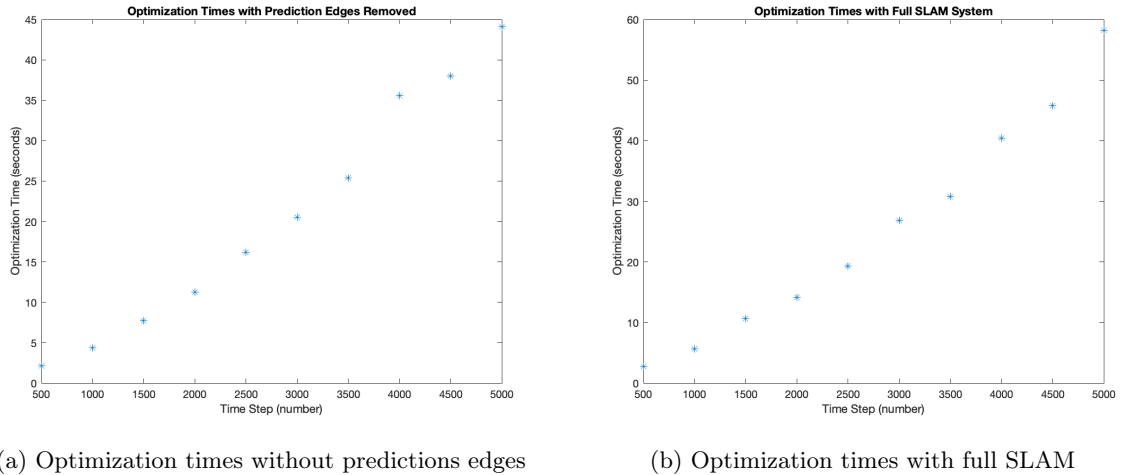 Optimization Times with Prediction Edges Removed
45
40
35
30
25
20
15
10
5
0
Optimization Time (seconds)
500 1000 1500 2000 2500 3000 3500 4000 4500 5000
Time Step (number)
Optimization Times with Full SLAM System
60
50
40
30
20
10
0
Optimization Time (seconds)
500 1000 1500 2000 2500 3000 3500 4000 4500 5000
Time Step (number)
a) Optimization times without predictions edges
(b) Optimization times with full SLAM